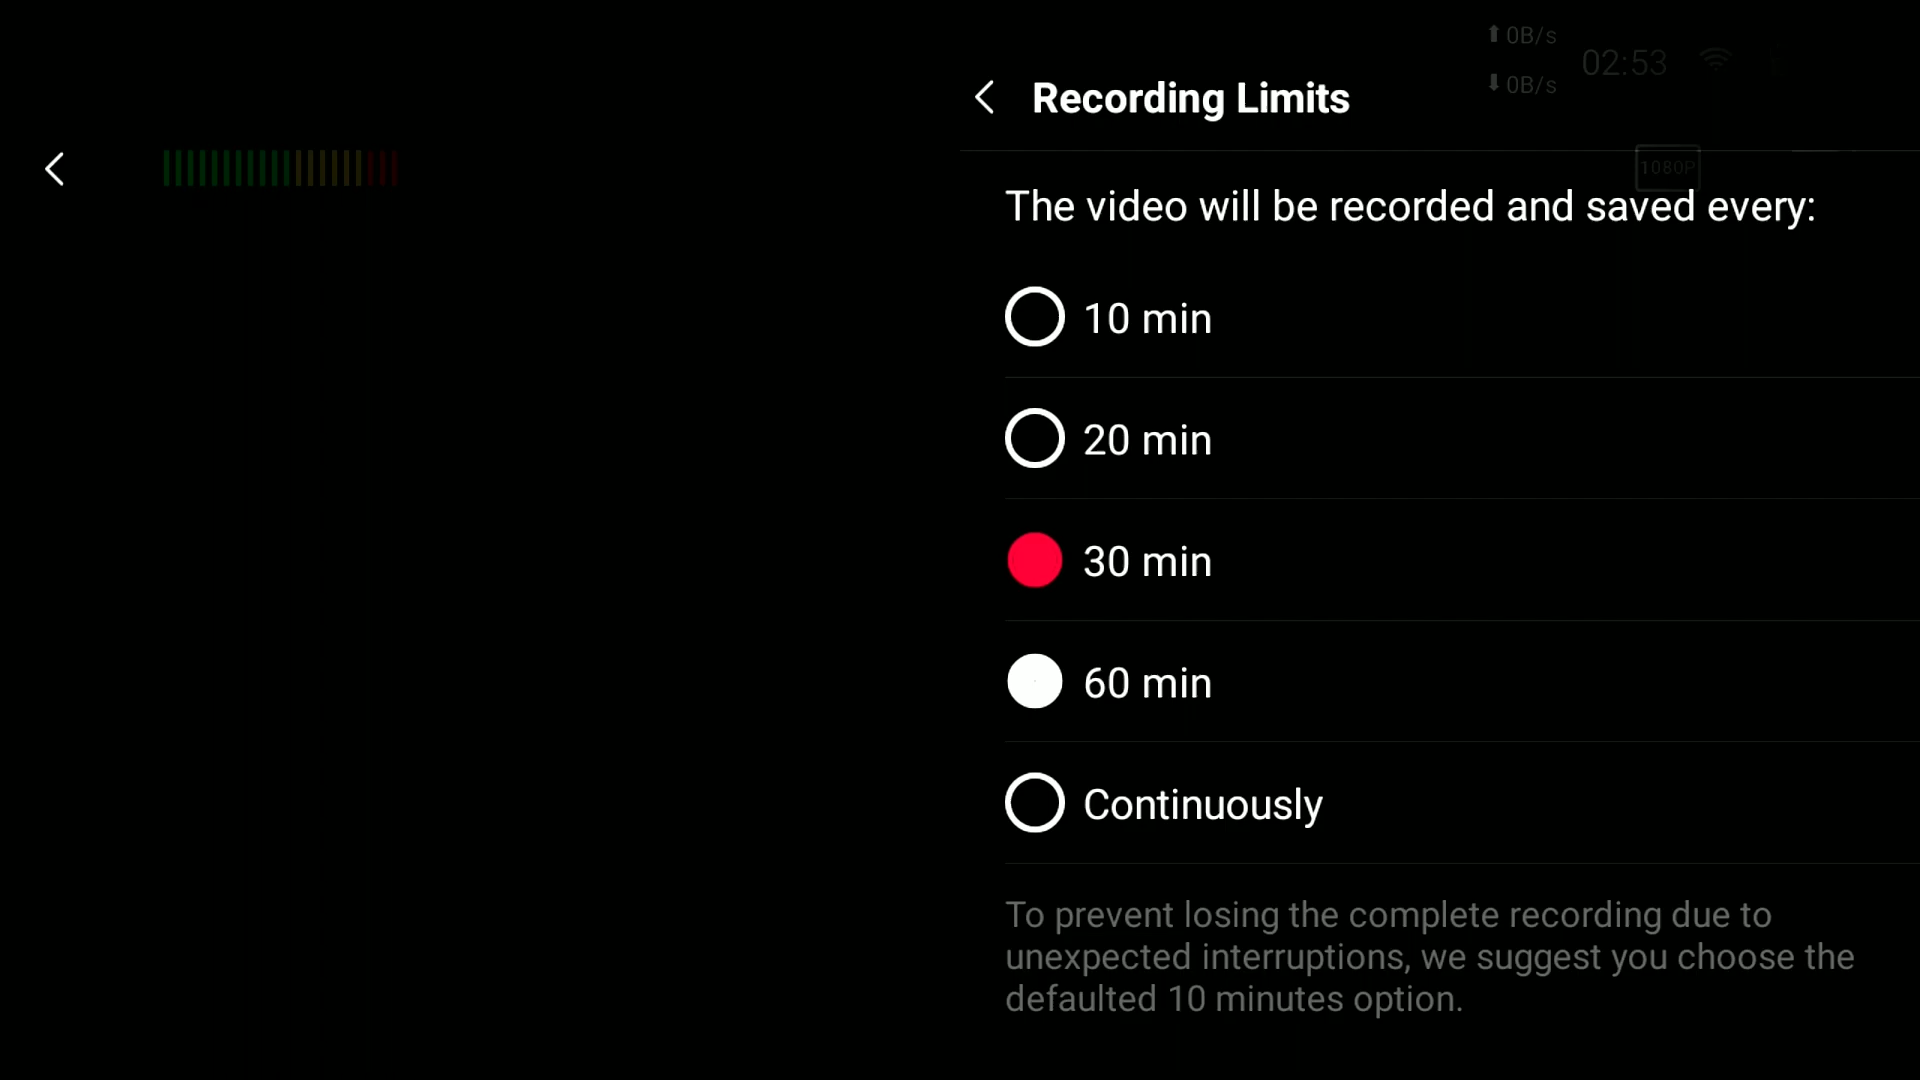 0B/s
0B/s
02:53
Recording Limits
1080P
The video will be recorded and saved every:
10 min
20 min
30 min
60 min
Continuously
To prevent losing the complete recording due to
unexpected interruptions, we suggest you choose the
defaulted 10 minutes option.